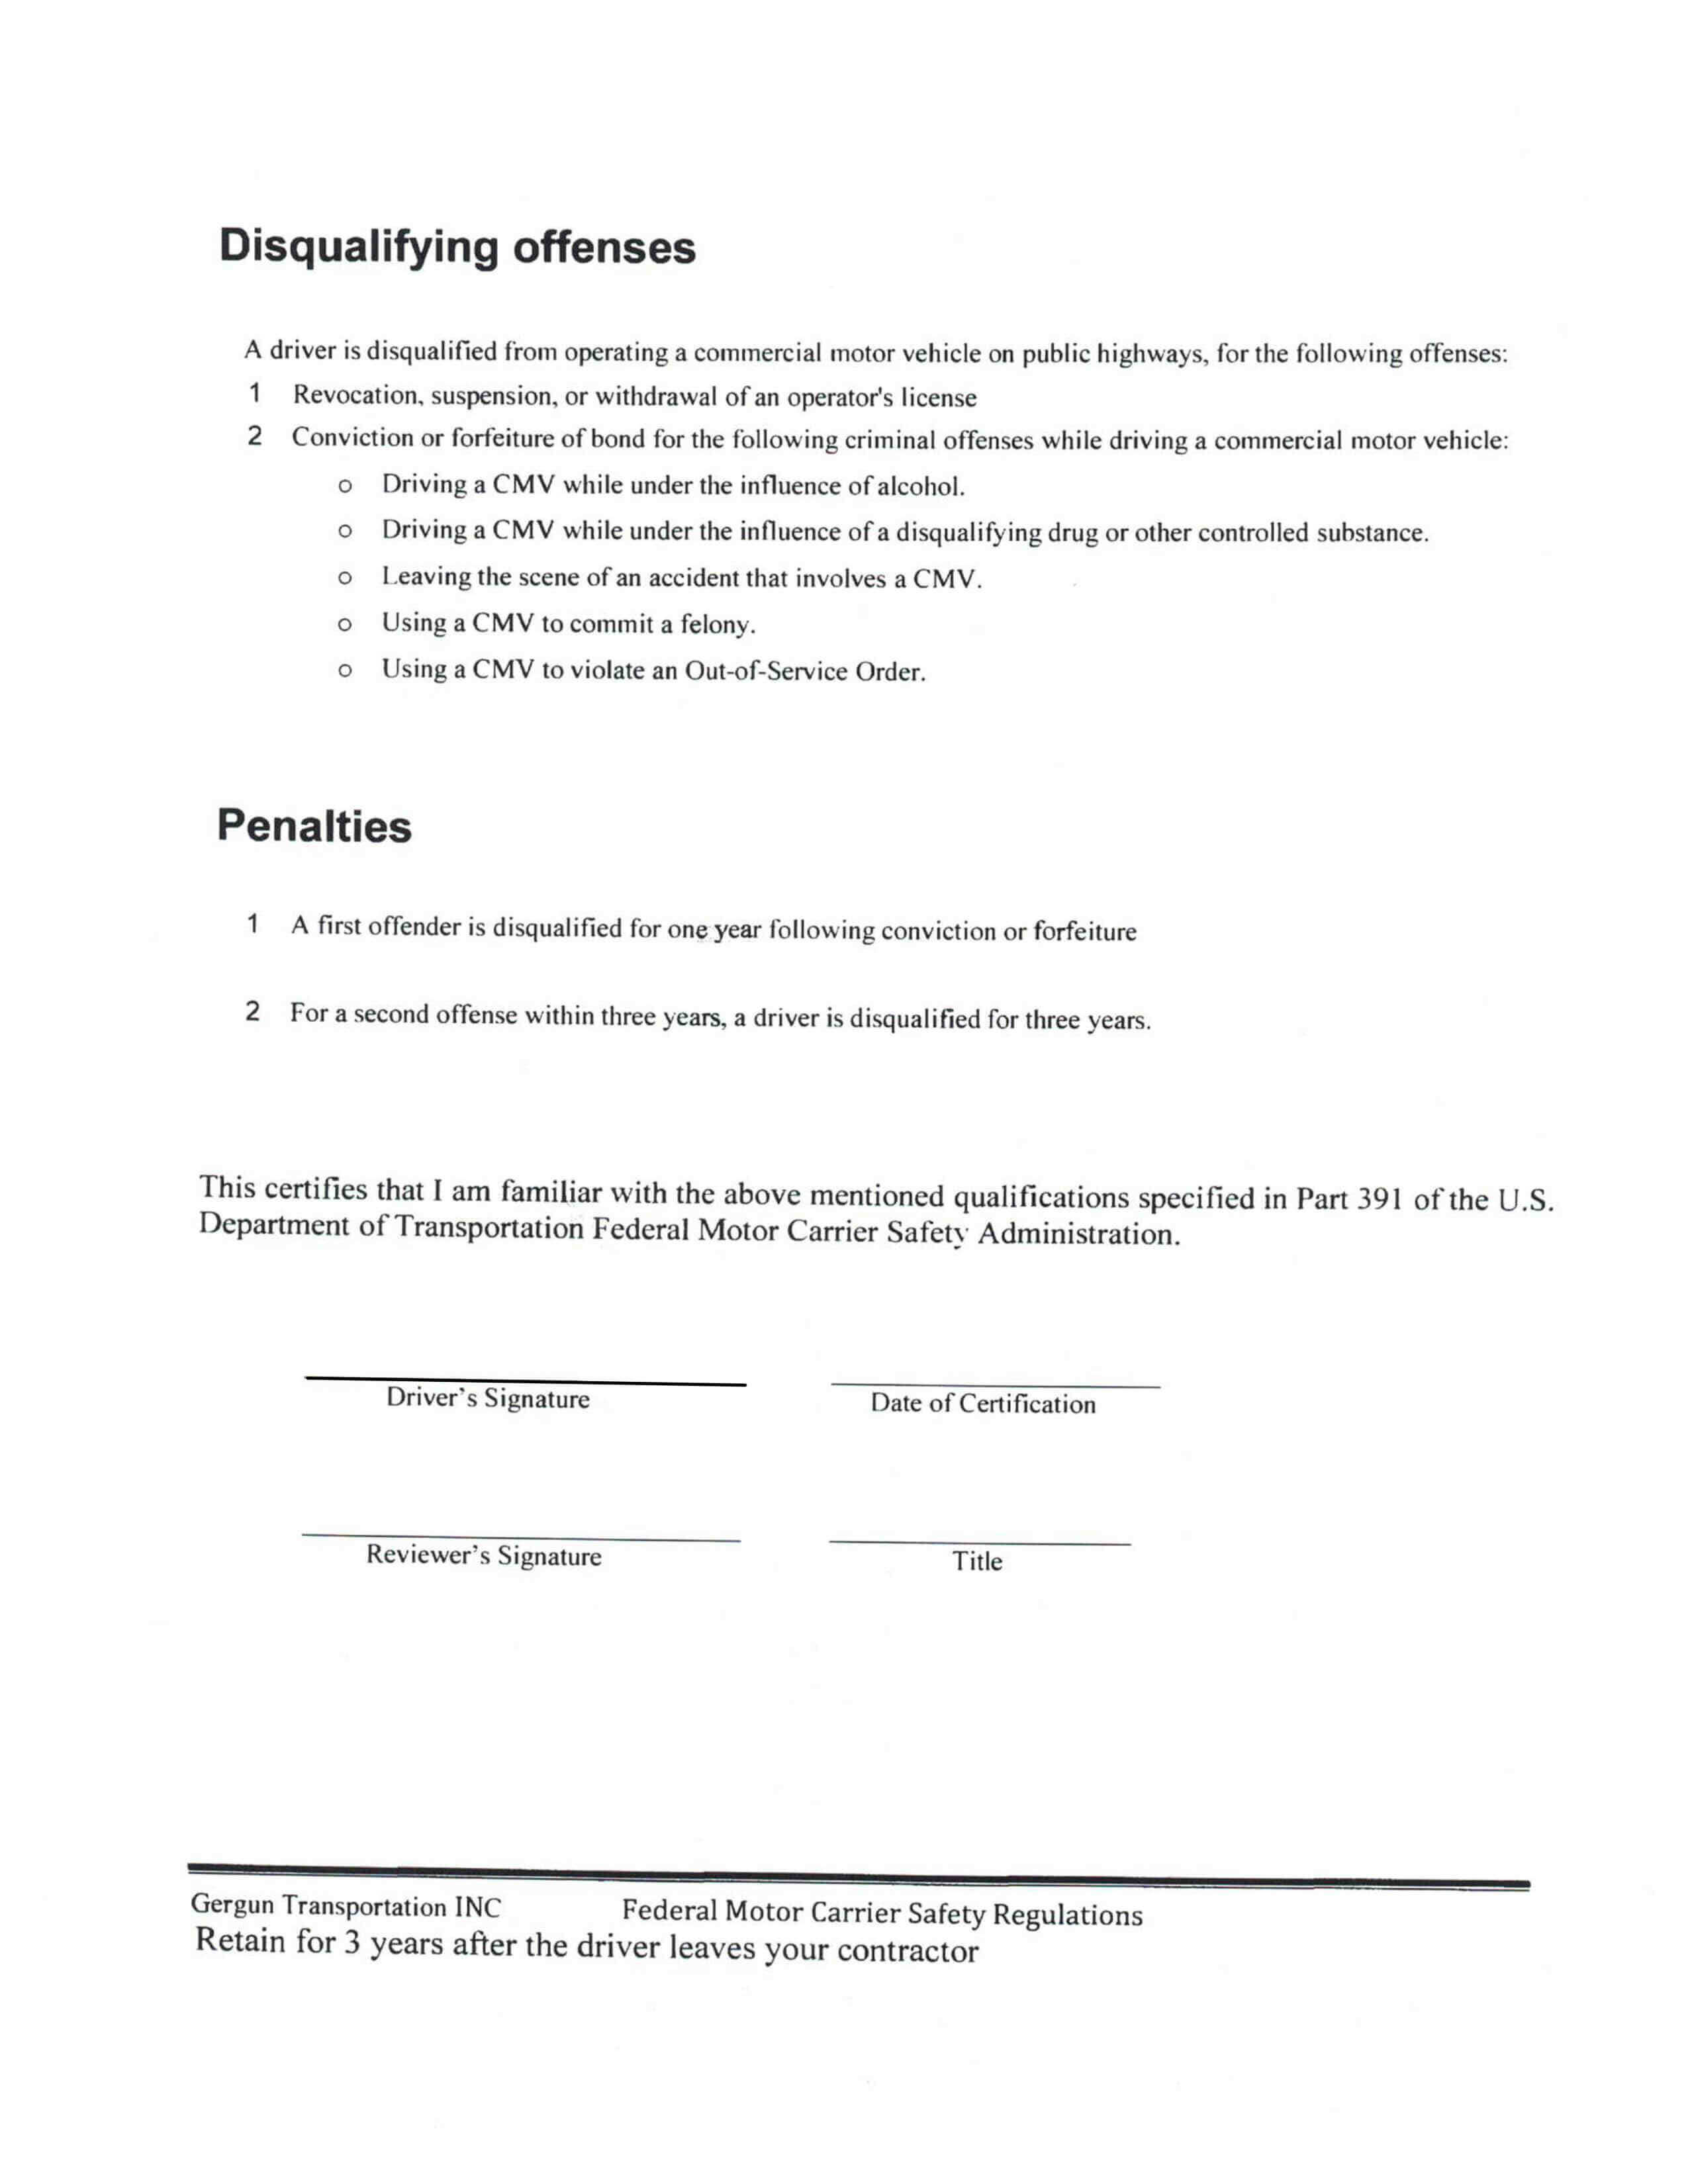 Disqualifying offenses
A driver is disqualified from operating a commercial motor vehicle on public highways, for the following offenses:
1 Revocation, suspension, or withdrawal of an operator's license
2 Conviction or forfeiture of bond for the following criminal offenses while driving a commercial motor vehicle:
o Driving a CMV while under the influence of alcohol.
o Driving a CMV while under the influence of a disqualifying drug or other controlled substance.
o Leaving the scene of an accident that involves a CMV.
o Using a CMV to commit a felony.
o Using a CMV to violate an Out-of-Service Order.
Penalties
1 A first offender is disqualified for one year following conviction or forfeiture
2 For a second offense within three years, a driver is disqualified for three years.
This certifies that I am familiar with the above mentioned qualifications specified in Part 391 of the U.S.
Department of Transportation Federal Motor Carrier Safety Administration.
Driver's Signature Date of Certification
Reviewer's Signature Title
Gergun Transportation INC Federal Motor Carrier Safety Regulations
Retain for 3 years after the driver leaves your contractor